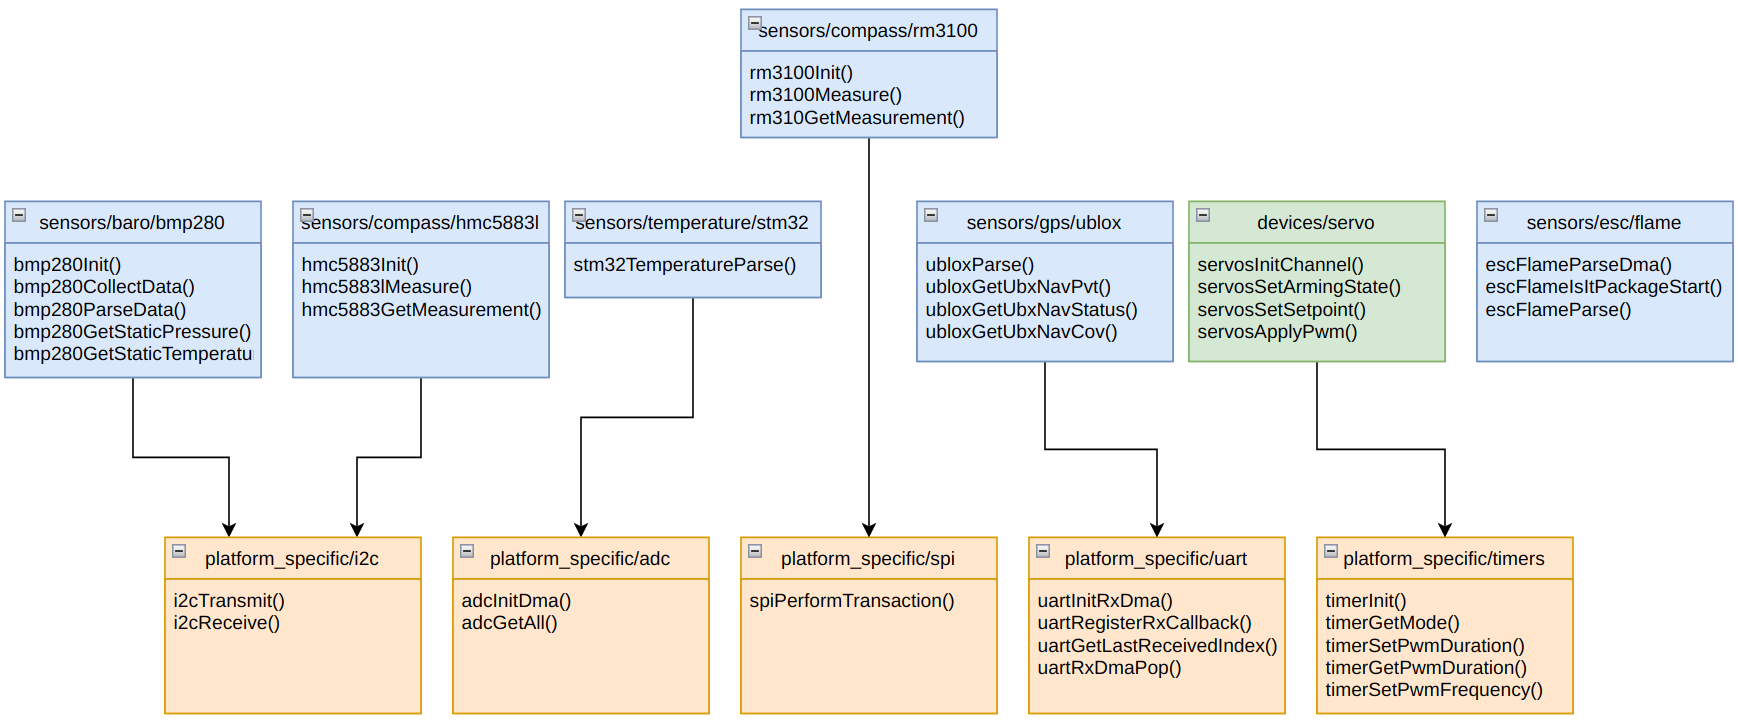 sensors/compass/rm3100
rm3100Init()
rm3100Measure()
rm310GetMeasurement()
sensors/baro/bmp280
bmp280Init()
bmp280CollectData()
bmp280ParseData()
bmp280GetStaticPressure()
bmp280GetStaticTemperatu
sensors/compass/hmc5883l
hmc5883Init()
hmc5883lMeasure()
hmc5883GetMeasurement()
sensors/temperature/stm32
stm32TemperatureParse()
sensors/gps/ublox
ubloxParse()
ubloxGetUbxNavPvt()
ubloxGetUbxNavStatus()
ubloxGetUbxNavCov()
devices/servo
servosInitChannel()
servosSetArmingState()
servosSetSetpoint()
servosApplyPwm()
sensors/esc/flame
escFlameParseDma()
escFlameIsItPackageStart()
escFlameParse()
platform_specific/i2c
i2cTransmit()
i2cReceive()
platform_specific/adc
adcInitDma()
adcGetAll()
platform_specific/spi
spiPerformTransaction()
platform_specific/uart
uartInitRxDma()
uartRegisterRxCallback()
uartGetLastReceivedIndex()
uartRxDmaPop()
platform_specific/timers
timerInit()
timerGetMode()
timerSetPwmDuration()
timerGetPwmDuration()
timerSetPwmFrequency()